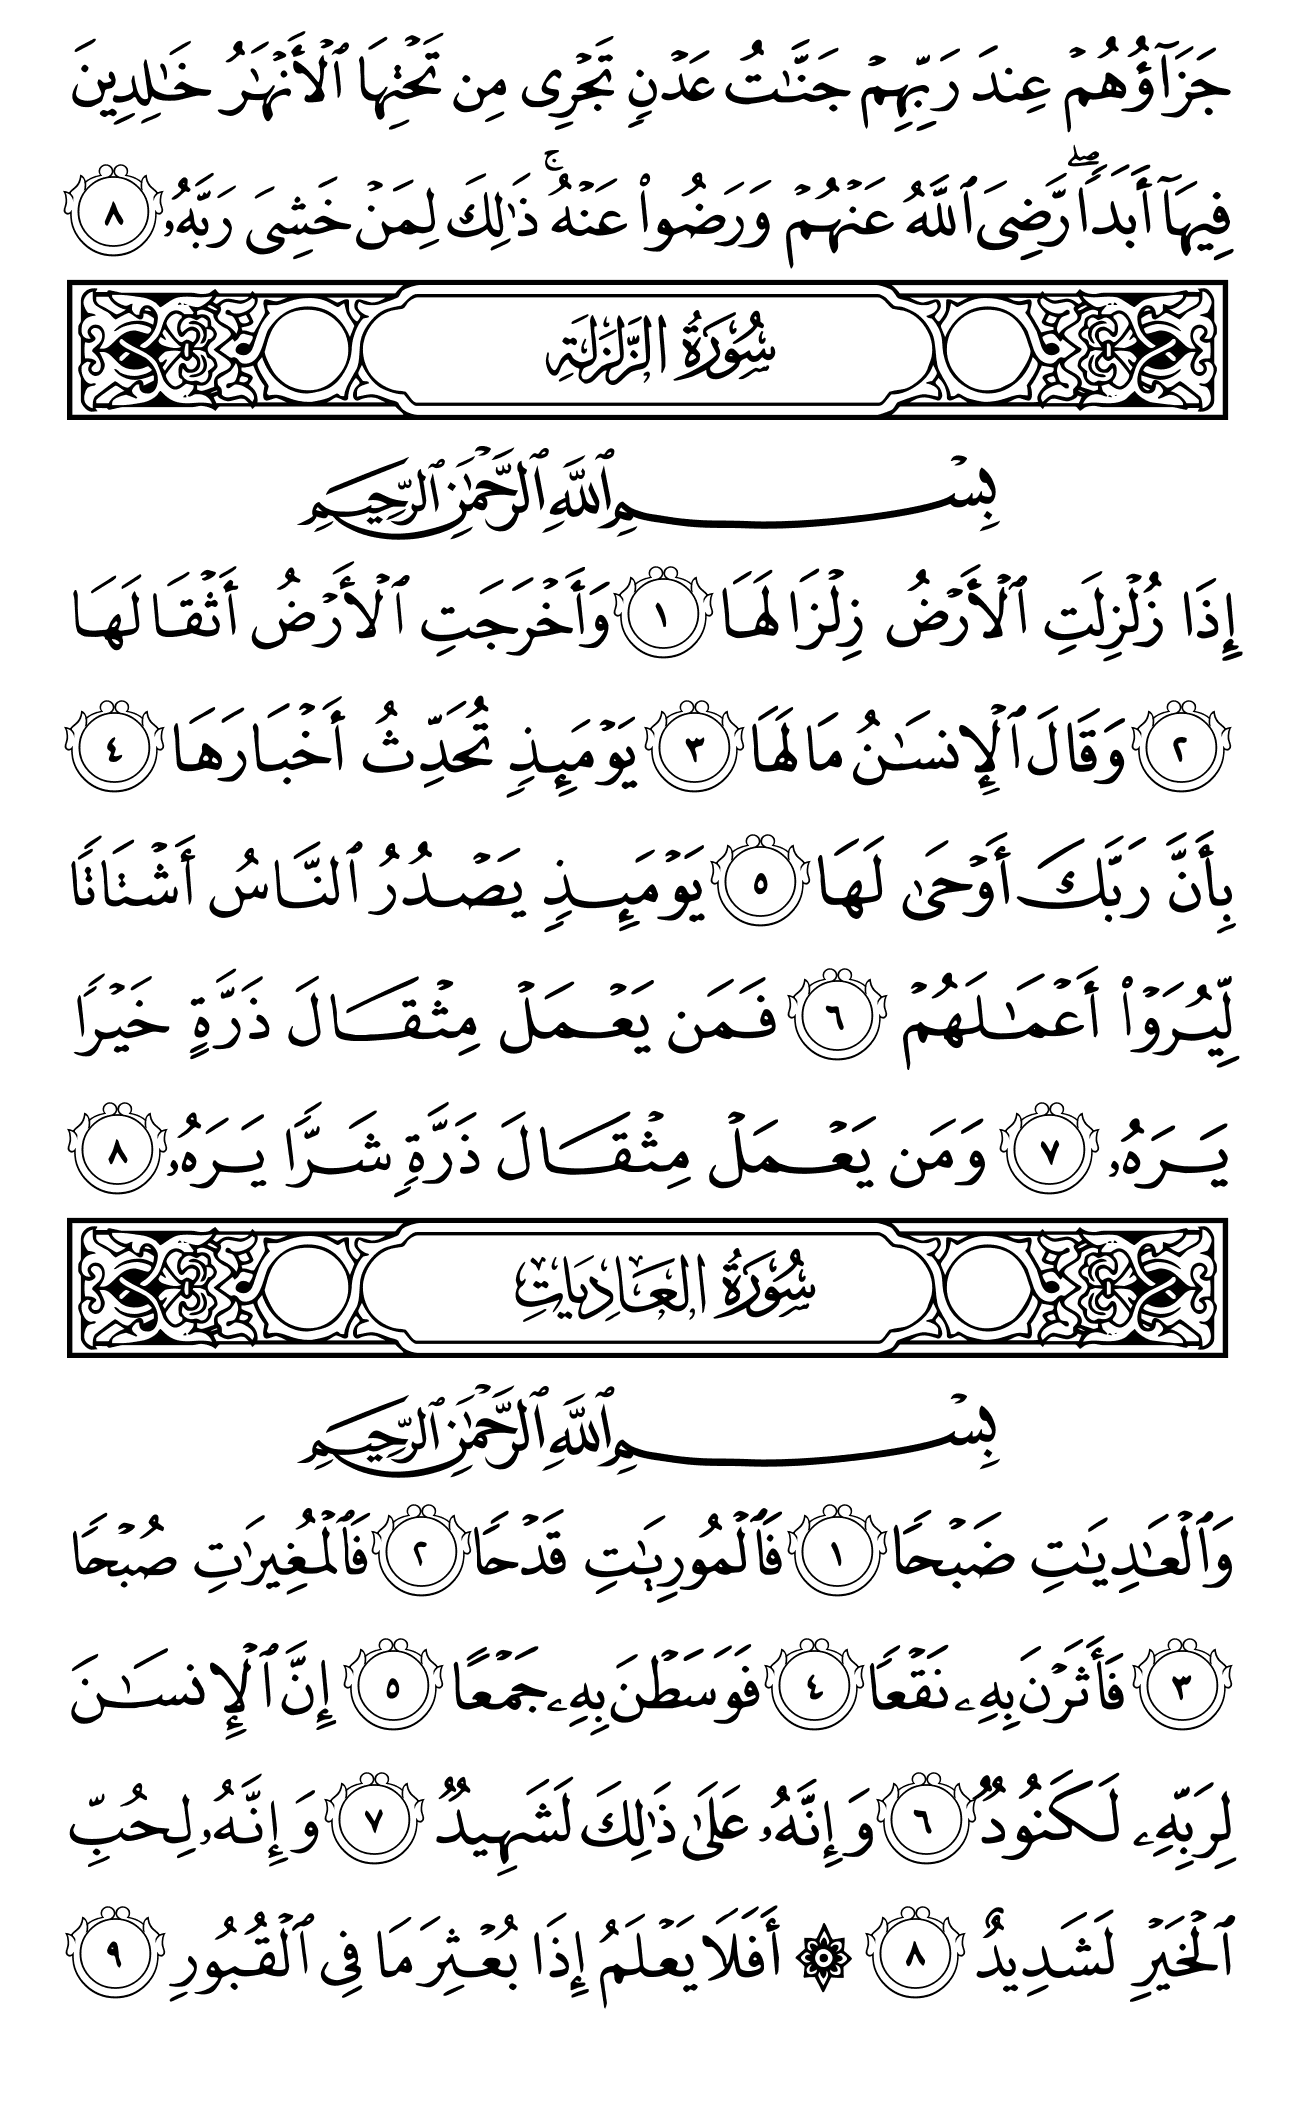 جَزَآؤُهُمْ عِندَ رَبِّهِمْ جَنَّٰتُ عَدْنٍ تَجْرِى مِن تَحْتِهَا ٱلْأَنْهَٰرُ خَٰلِدِينَ
فِيهَآ أَبَدًا ۖ رَّضِىَ ٱللَّهُ عَنْهُمْ وَرَضُوا۟ عَنْهُ ۚ ذَٰلِكَ لِمَنْ خَشِىَ رَبَّهُۥ ٨
سُورَةُ الزَّلْزَلَةِ
بِسْمِ ٱللَّهِ ٱلرَّحْمَٰنِ ٱلرَّحِيمِ
إِذَا زُلْزِلَتِ ٱلْأَرْضُ زِلْزَالَهَا ١ وَأَخْرَجَتِ ٱلْأَرْضُ أَثْقَالَهَا
٢ وَقَالَ ٱلْإِنسَٰنُ مَا لَهَا ٣ يَوْمَئِذٍ تُحَدِّثُ أَخْبَارَهَا ٤
بِأَنَّ رَبَّكَ أَوْحَىٰ لَهَا ٥ يَوْمَئِذٍ يَصْدُرُ ٱلنَّاسُ أَشْتَاتًا
لِّيُرَوْا۟ أَعْمَٰلَهُمْ ٦ فَمَن يَعْمَلْ مِثْقَالَ ذَرَّةٍ خَيْرًا
يَرَهُۥ ٧ وَمَن يَعْمَلْ مِثْقَالَ ذَرَّةٍ شَرًّا يَرَهُۥ ٨
سُورَةُ العَادِيَاتِ
بِسْمِ ٱللَّهِ ٱلرَّحْمَٰنِ ٱلرَّحِيمِ
وَٱلْعَٰدِيَٰتِ ضَبْحًا ١ فَٱلْمُورِيَٰتِ قَدْحًا ٢ فَٱلْمُغِيرَٰتِ صُبْحًا
٣ فَأَثَرْنَ بِهِۦ نَقْعًا ٤ فَوَسَطْنَ بِهِۦ جَمْعًا ٥ إِنَّ ٱلْإِنسَٰنَ
لِرَبِّهِۦ لَكَنُودٌ ٦ وَإِنَّهُۥ عَلَىٰ ذَٰلِكَ لَشَهِيدٌ ٧ وَإِنَّهُۥ لِحُبِّ
ٱلْخَيْرِ لَشَدِيدٌ ٨ ۞ أَفَلَا يَعْلَمُ إِذَا بُعْثِرَ مَا فِى ٱلْقُبُورِ ٩